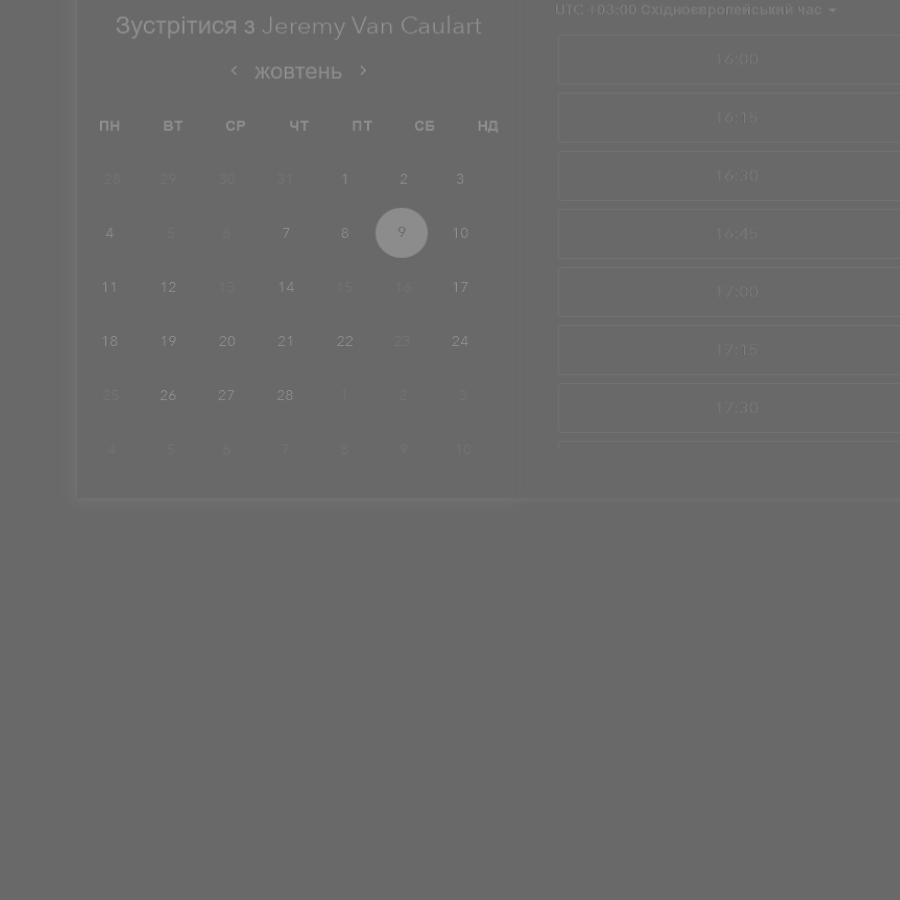 Зустрітися з Jeremy Van Caulart
жовтень
ПН ВТ СР ЧТ ПТ СБ НД
28 29 30 31 1 2 3
4 5 6 7 8 9 10
11 12 13 14 15 16 17
18 19 20 21 22 23 24
25 26 27 28 1 2 3
4 5 6 7 8 9 10
UTC +03:00 Східноєвропейський час
16:00
16:15
16:30
16:45
17:00
17:15
17:30